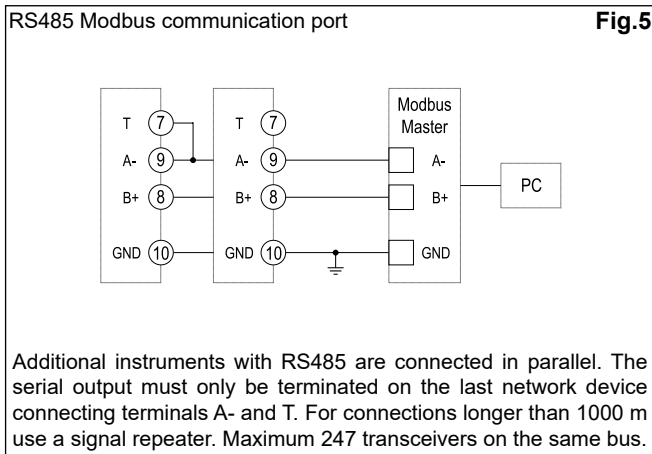 RS485 Modbus communication port Fig.5
Modbus
Master
T 7 T 7
A- 9 A- 9 A-
B+ 8 B+ 8 B+
PC
GND 10 GND 10 GND
Additional instruments with RS485 are connected in parallel. The
serial output must only be terminated on the last network device
connecting terminals A- and T. For connections longer than 1000 m
use a signal repeater. Maximum 247 transceivers on the same bus.